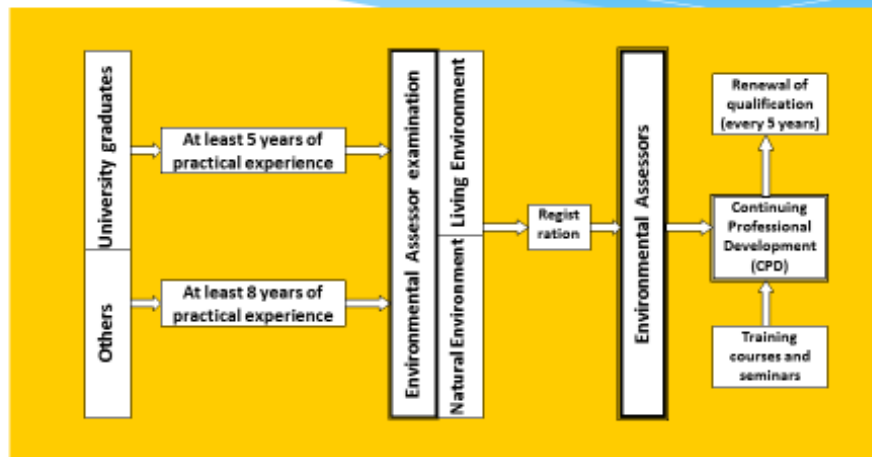 University graduates
Others
At least 5 years of
practical experience
At least 8 years of
practical experience
Environmental Assessor examination
Living Environment
Natural Environment
Regist
ration
Environmental Assessors
Renewal of
qualification
(every 5 years)
Continuing
Professional
Development
(CPD)
Training
courses and
seminars